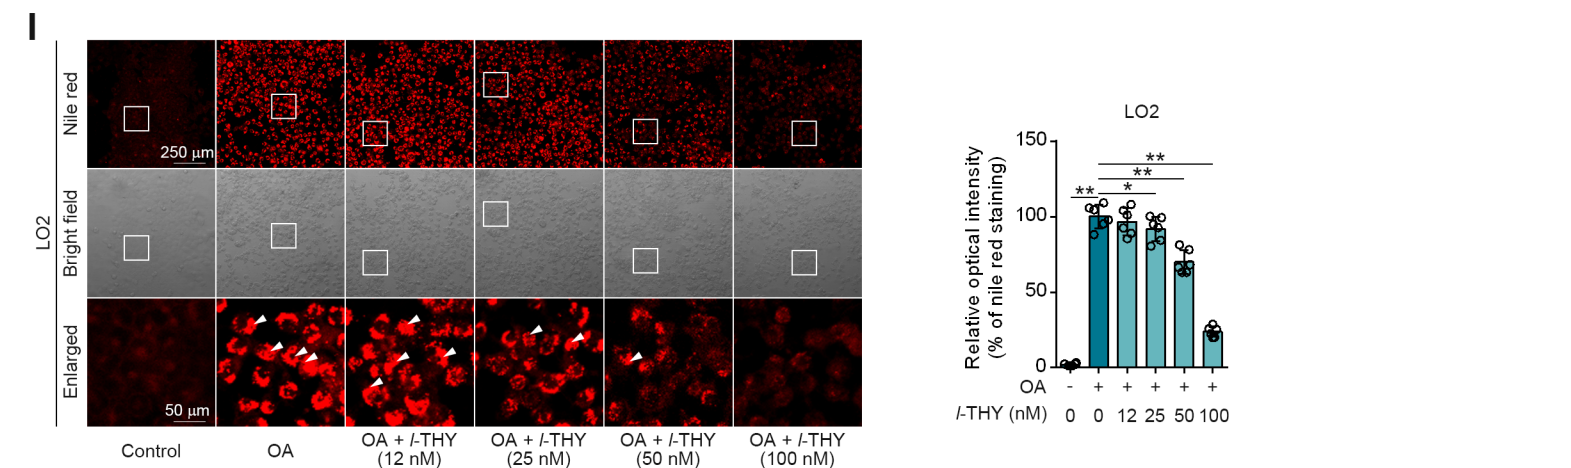 I
LO2
Nile red
250 µm
Bright field
Enlarged
50 µm
Control
OA
OA + l-THY
(12 nM)
OA + l-THY
(25 nM)
OA + l-THY
(50 nM)
OA + l-THY
(100 nM)
LO2
Relative optical intensity
(% of nile red staining)
150
100
50
0
**
**
**
*
OA - + + + + +
l-THY (nM) 0 0 12 25 50 100